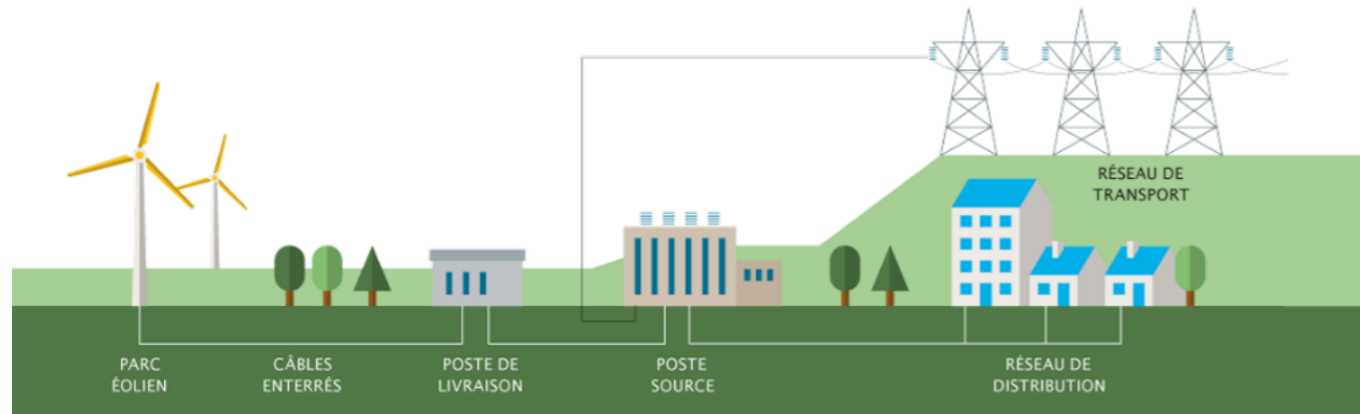 RÉSEAU DE
TRANSPORT
PARC
ÉOLIEN
CÂBLES
ENTERRÉS
POSTE DE
LIVRAISON
POSTE
SOURCE
RÉSEAU DE
DISTRIBUTION